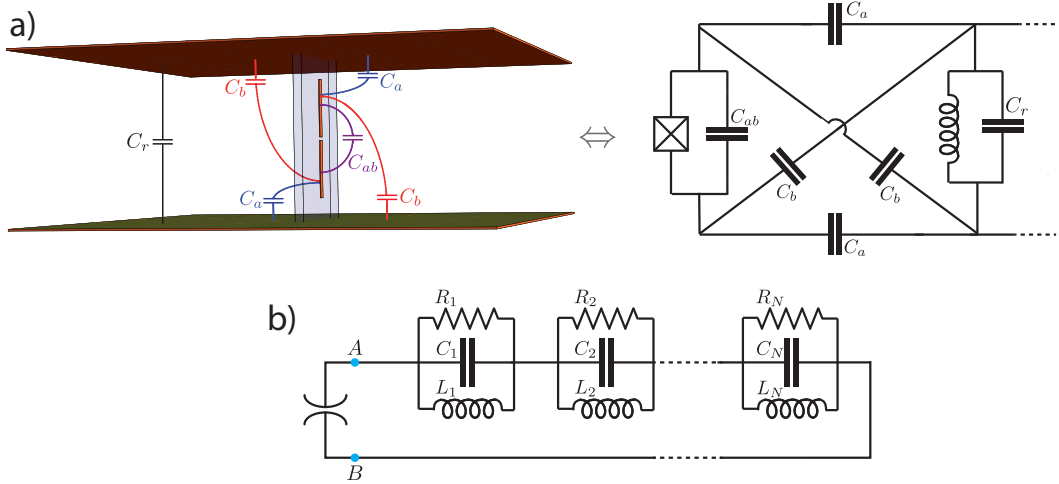 a)
C_a
C_b
C_a
C_r
C_ab
C_a
C_b
⇔
C_a
C_ab
C_r
C_b
C_b
C_a
b)
R_1
R_2
R_N
A
C_1
C_2
C_N
L_1
L_2
L_N
B